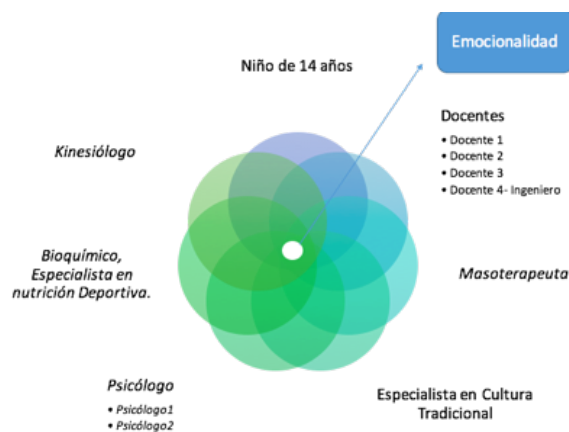 Emocionalidad
Niño de 14 años
Docentes
• Docente 1
• Docente 2
• Docente 3
• Docente 4- Ingeniero
Kinesiólogo
Bioquímico,
Especialista en
nutrición Deportiva.
Masoterapeuta
Psicólogo
• Psicólogo1
• Psicólogo2
Especialista en Cultura
Tradicional